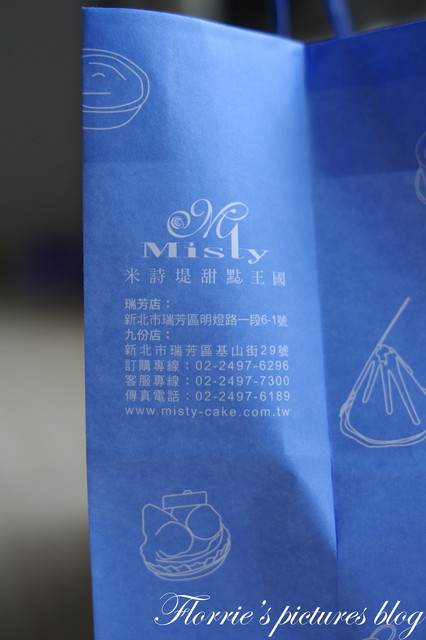 M
Misty
米詩堤甜點王國
瑞芳店：
新北市瑞芳區明燈路一段6-1號
九份店：
新北市瑞芳區基山街29號
訂購專線：02-2497-6296
客服專線：02-2497-7300
傳真電話：02-2497-6189
www.misty-cake.com.tw
Florrie's pictures blog